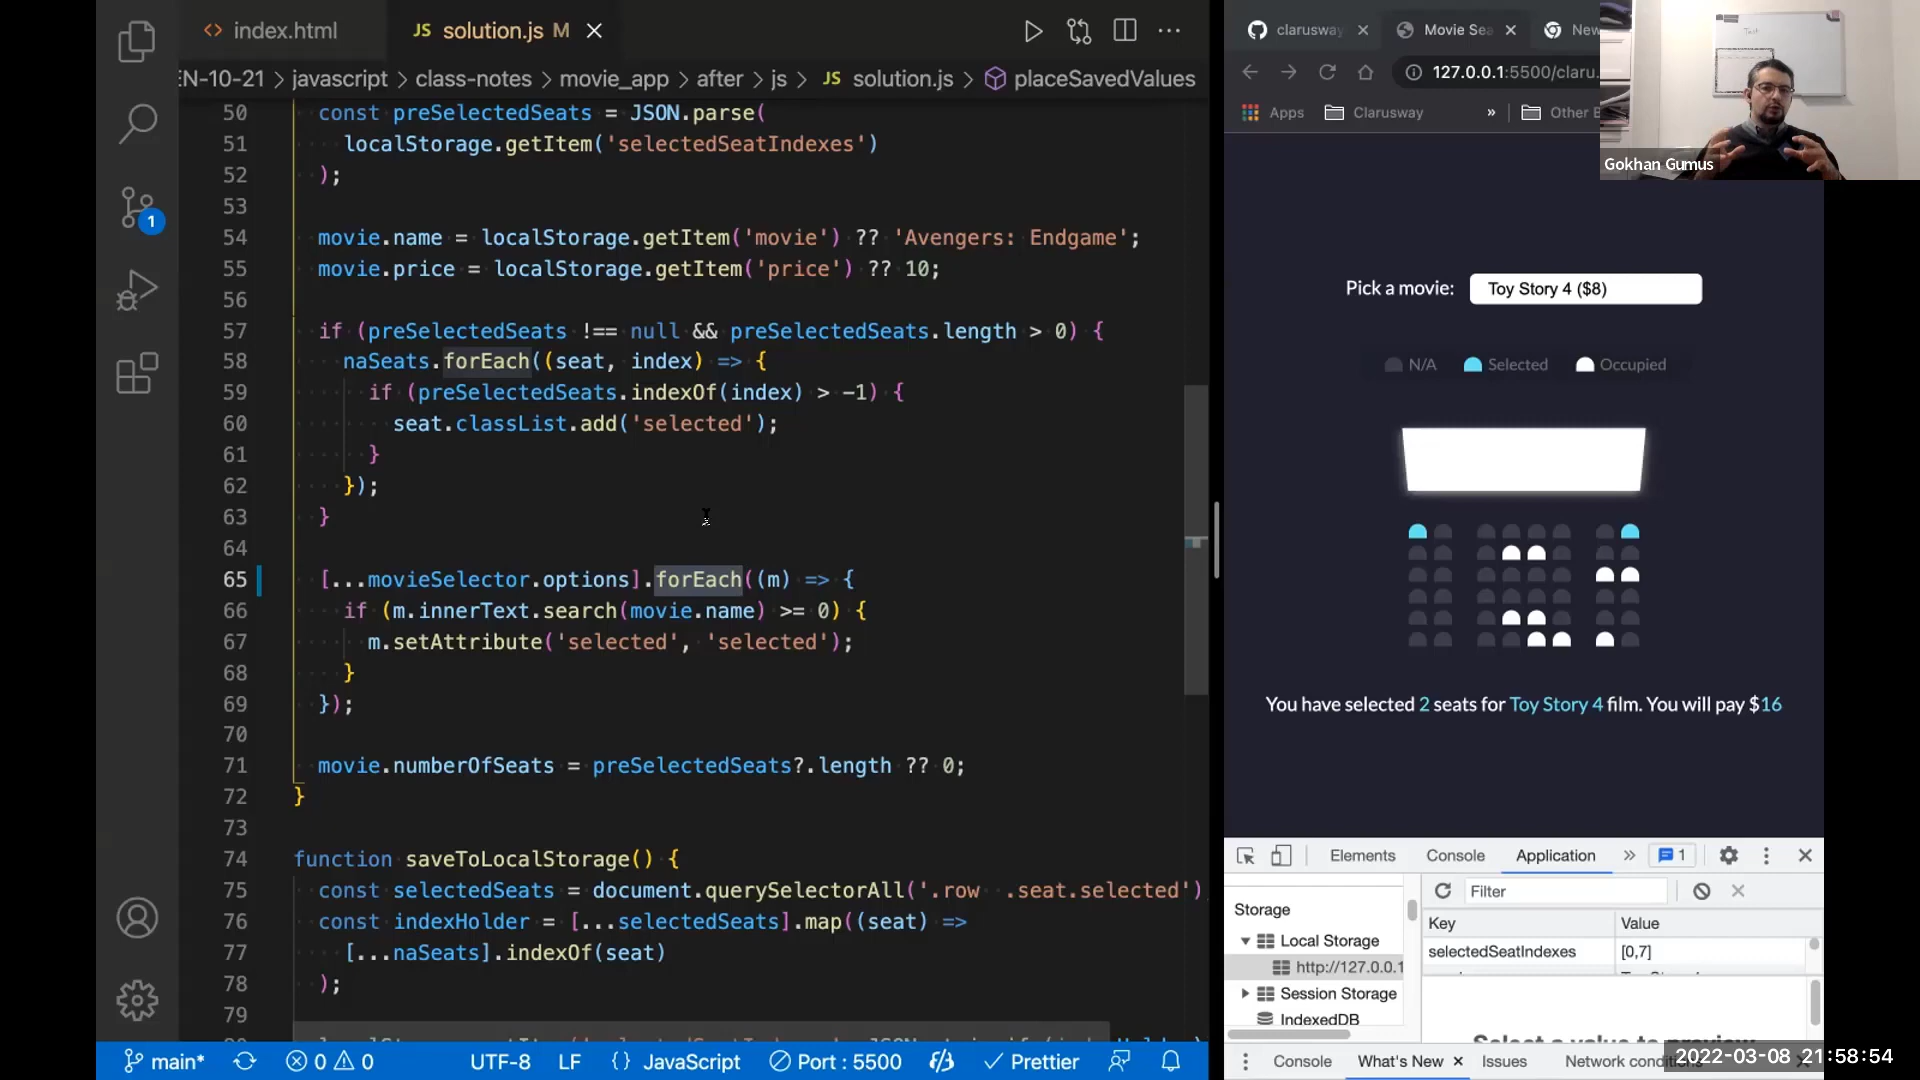 index.html
JS solution.js M
EN-10-21 > javascript > class-notes > movie_app > after > js > JS solution.js > placeSavedValues
50 const preSelectedSeats = JSON.parse(
51 localStorage.getItem('selectedSeatIndexes')
52 );
53
54 movie.name = localStorage.getItem('movie') ?? 'Avengers: Endgame';
55 movie.price = localStorage.getItem('price') ?? 10;
56
57 if (preSelectedSeats !== null && preSelectedSeats.length > 0) {
58 naSeats.forEach((seat, index) => {
59 if (preSelectedSeats.indexOf(index) > -1) {
60 seat.classList.add('selected');
61 }
62 });
63 }
64
65 [...movieSelector.options].forEach((m) => {
66 if (m.innerText.search(movie.name) >= 0) {
67 m.setAttribute('selected', 'selected');
68 }
69 });
70
71 movie.numberOfSeats = preSelectedSeats?.length ?? 0;
72 }
73
74 function saveToLocalStorage() {
75 const selectedSeats = document.querySelectorAll('.row .seat.selected')
76 const indexHolder = [...selectedSeats].map((seat) =>
77 [...naSeats].indexOf(seat)
78 );
79
1
main*
0 0
UTF-8
LF
{} JavaScript
Port : 5500
Prettier
clarusway
Movie Sea
New
127.0.0.1:5500/claru
Apps
Clarusway
»
Other B
Gokhan Gumus
Pick a movie:
Toy Story 4 ($8)
N/A
Selected
Occupied
You have selected 2 seats for Toy Story 4 film. You will pay $16
Elements
Console
Application
»
1
Filter
Storage
Local Storage
http://127.0.0.1
Session Storage
IndexedDB
Key
Value
selectedSeatIndexes
[0,7]
Select a value to preview
Console
What's New
Issues
Network conditi
2022-03-08 21:58:54